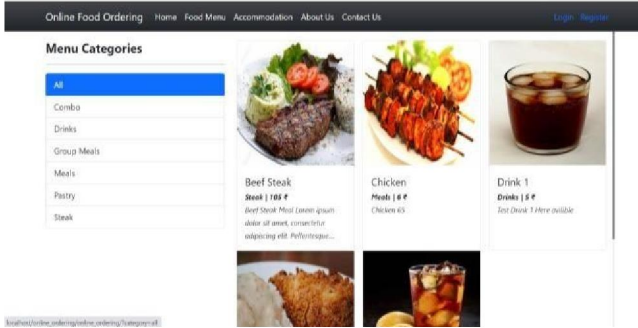 Online Food Ordering Home Food Menu Accommodation About Us Contact Us Login Register
Menu Categories
All
Combo
Drinks
Group Meals
Meals
Pastry
Steak
Beef Steak
Steak | 105 ₹
Beef Steak Meal Lorem ipsum
dolor sit amet, consectetur
adipiscing elit. Pellentesque...
Chicken
Meals | 6 ₹
Chicken 65
Drink 1
Drinks | 5 ₹
Test Drink 1 Here avilible
localhost/online_ordering/online_ordering/?category=all